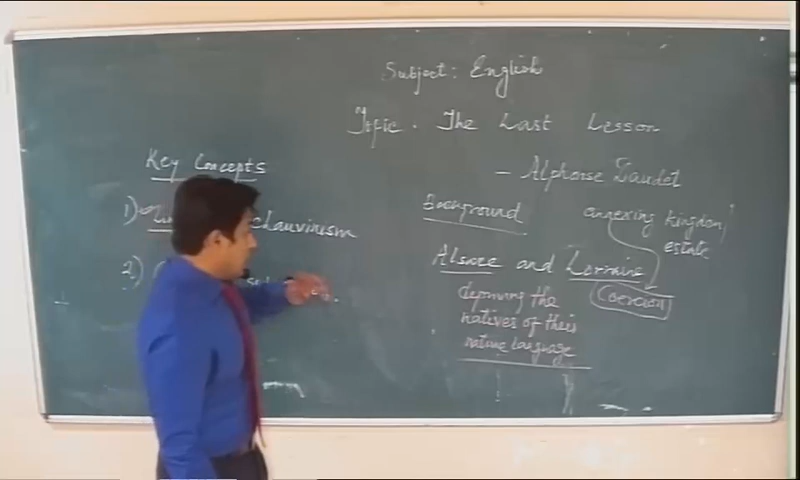 Subject: English
Topic. The Last Lesson
- Alphonse Daudet
Key Concepts
1) chauvinism
2)
Background
annexing kingdom/
estate
Alsace and Lorraine
Coercion
depriving the
natives of their
native language